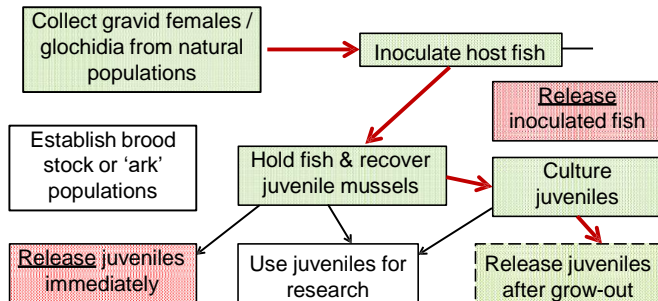 Collect gravid females /
glochidia from natural
populations
Inoculate host fish
Release
inoculated fish
Establish brood
stock or ‘ark’
populations
Hold fish & recover
juvenile mussels
Culture
juveniles
Release juveniles
immediately
Use juveniles for
research
Release juveniles
after grow-out